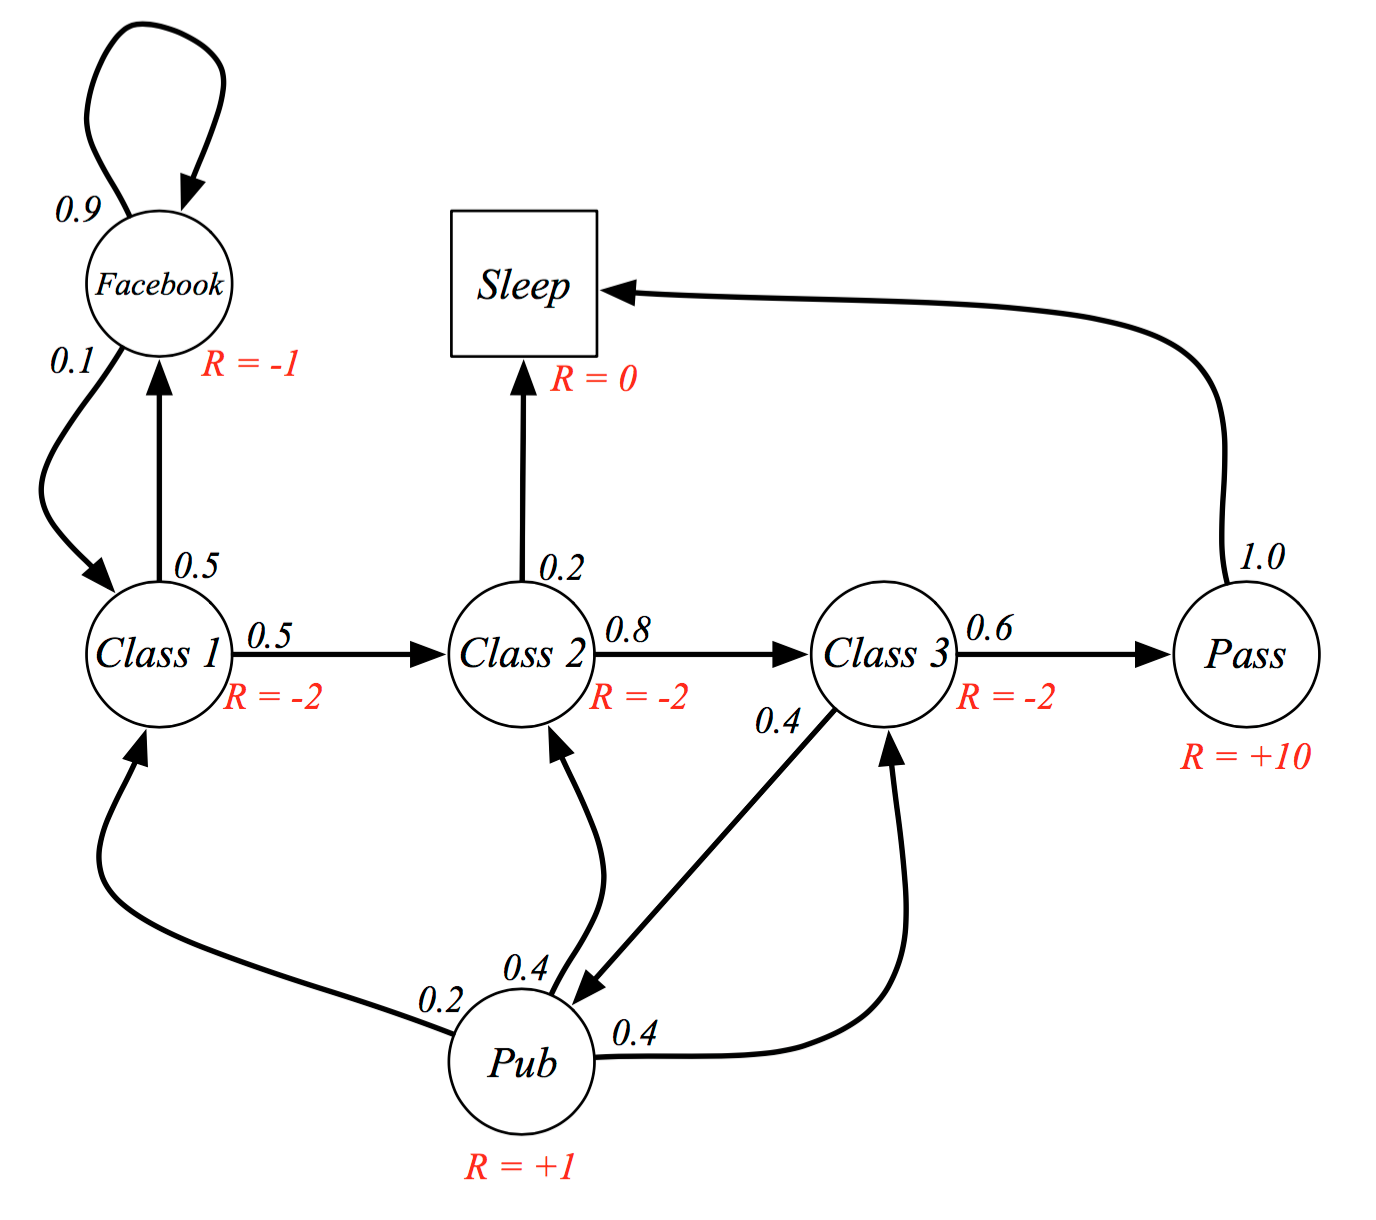 0.9
Facebook
Sleep
0.1
R = -1
R = 0
0.5
0.2
1.0
0.5
0.8
0.6
Class 1
Class 2
Class 3
Pass
R = -2
R = -2
R = -2
0.4
R = +10
0.4
0.2
0.4
Pub
R = +1